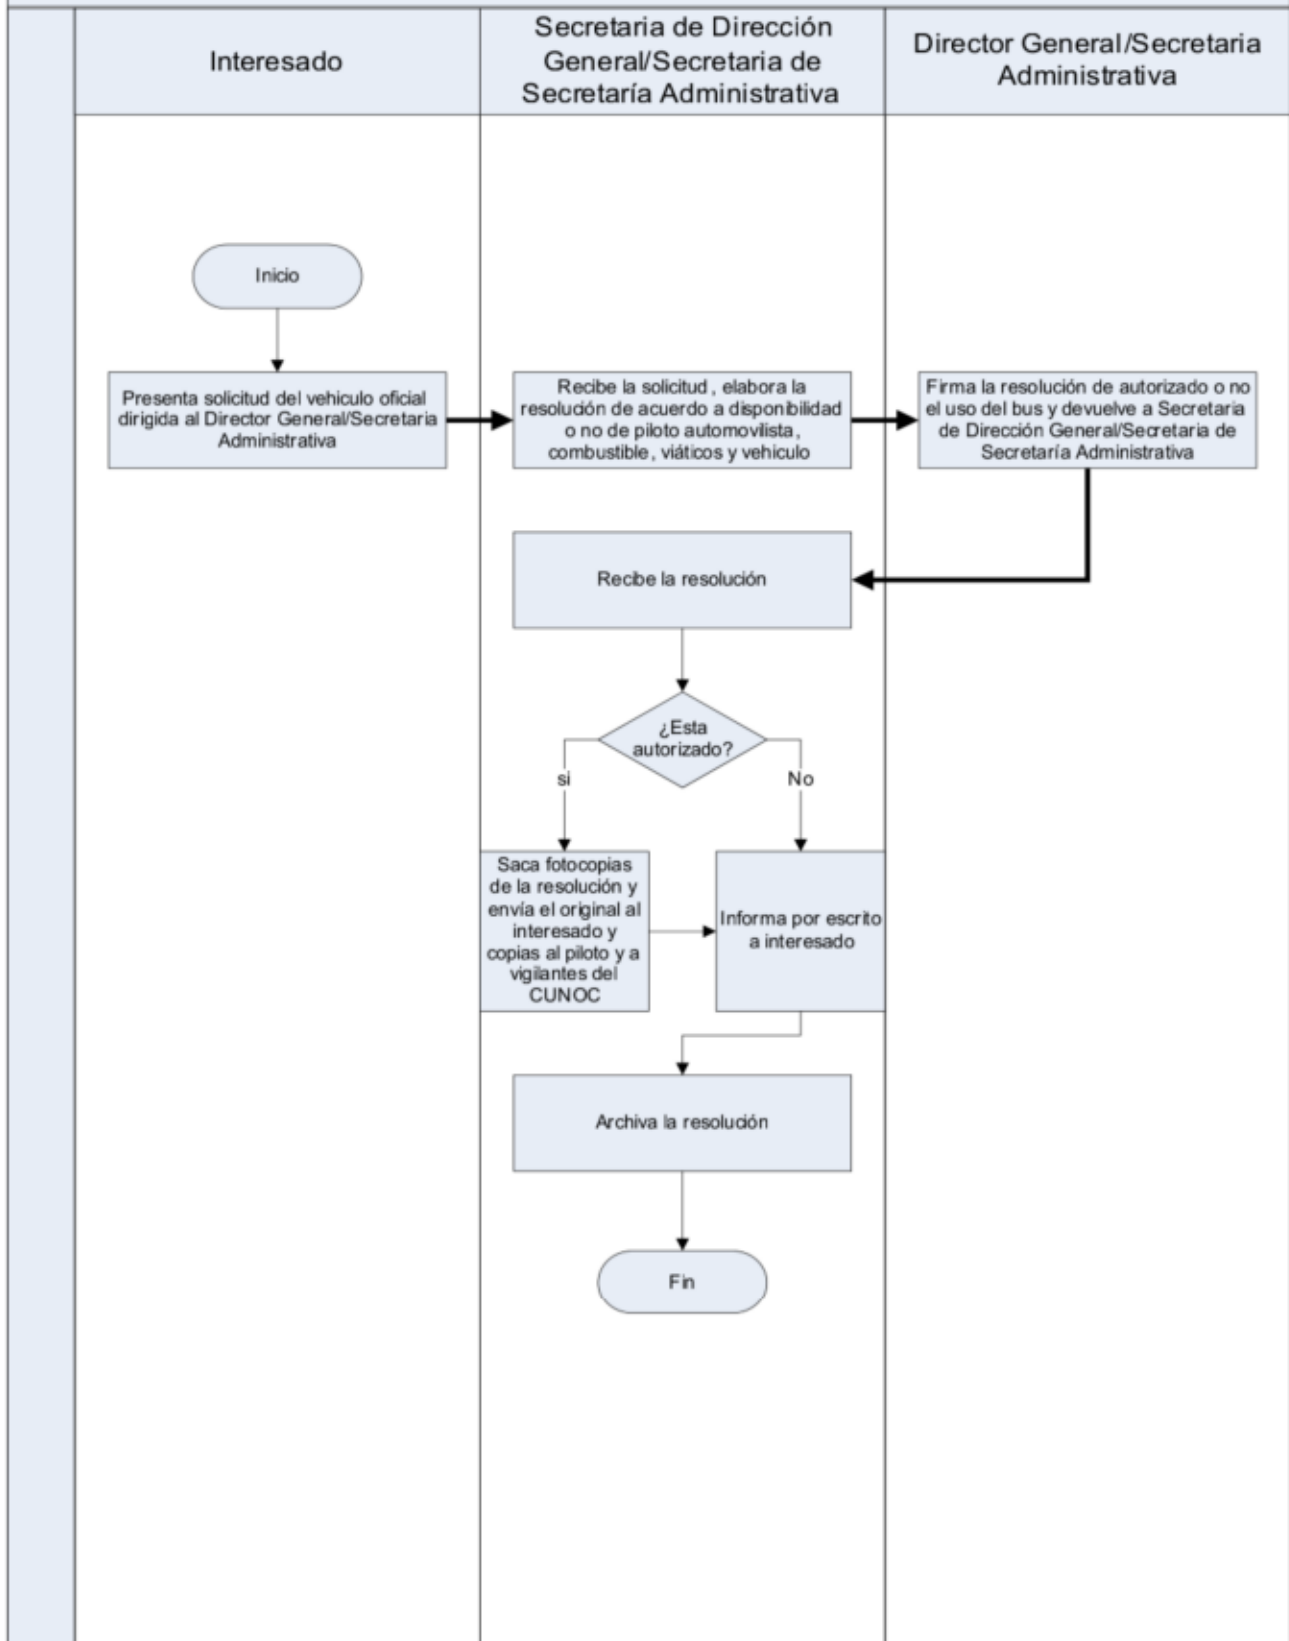 Interesado
Secretaria de Dirección
General/Secretaria de
Secretaría Administrativa
Director General/Secretaria
Administrativa
Inicio
Presenta solicitud del vehiculo oficial
dirigida al Director General/Secretaria
Administrativa
Recibe la solicitud, elabora la
resolución de acuerdo a disponibilidad
o no de piloto automovilista,
combustible, viáticos y vehiculo
Firma la resolución de autorizado o no
el uso del bus y devuelve a Secretaria
de Dirección General/Secretaria de
Secretaría Administrativa
Recibe la resolución
¿Esta
autorizado?
si
No
Saca fotocopias
de la resolución y
envía el original al
interesado y
copias al piloto y a
vigilantes del
CUNOC
Informa por escrito
a interesado
Archiva la resolución
Fin